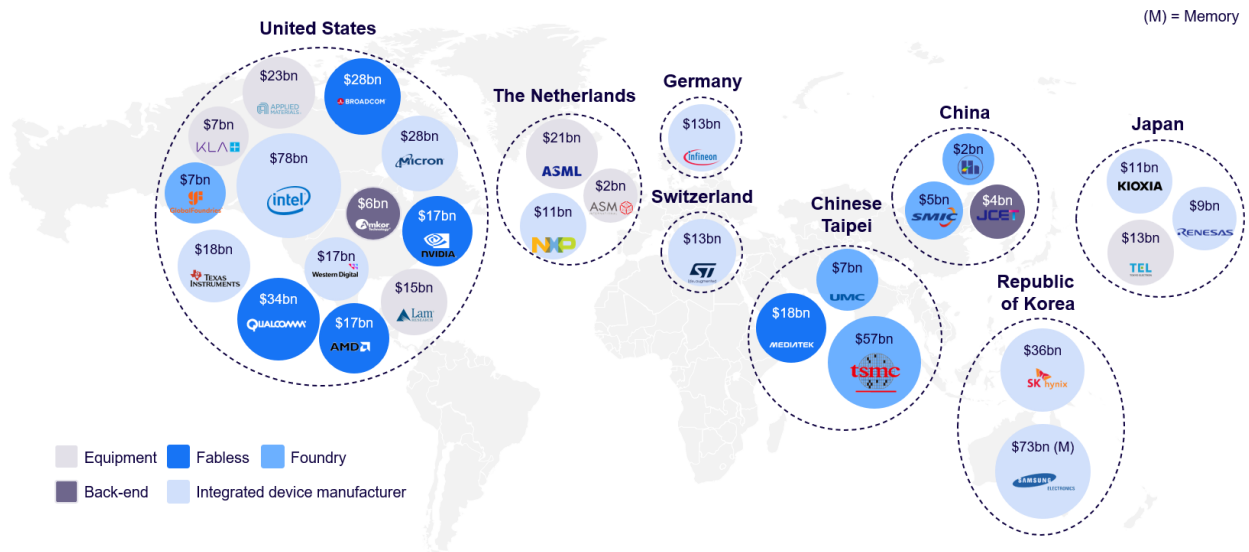 (M) = Memory
United States
$23bn
APPLIED
MATERIALS
$28bn
BROADCOM
$7bn
KLA
$28bn
Micron
$78bn
intel
$7bn
GlobalFoundries
$6bn
Amkor
Technology
$17bn
NVIDIA
$18bn
TEXAS
INSTRUMENTS
$17bn
Western Digital
$34bn
QUALCOMM
$17bn
AMD
$15bn
Lam
RESEARCH
The Netherlands
$21bn
ASML
$2bn
ASM
$11bn
NXP
Germany
$13bn
infineon
Switzerland
$13bn
ST
life.augmented
Chinese
Taipei
$7bn
UMC
$18bn
MEDIATEK
$57bn
tsmc
China
$2bn
$5bn
SMIC
$4bn
JCET
Republic
of Korea
$36bn
SK hynix
$73bn (M)
SAMSUNG
ELECTRONICS
Japan
$11bn
KIOXIA
$9bn
RENESAS
$13bn
TEL
Equipment
Fabless
Foundry
Back-end
Integrated device manufacturer